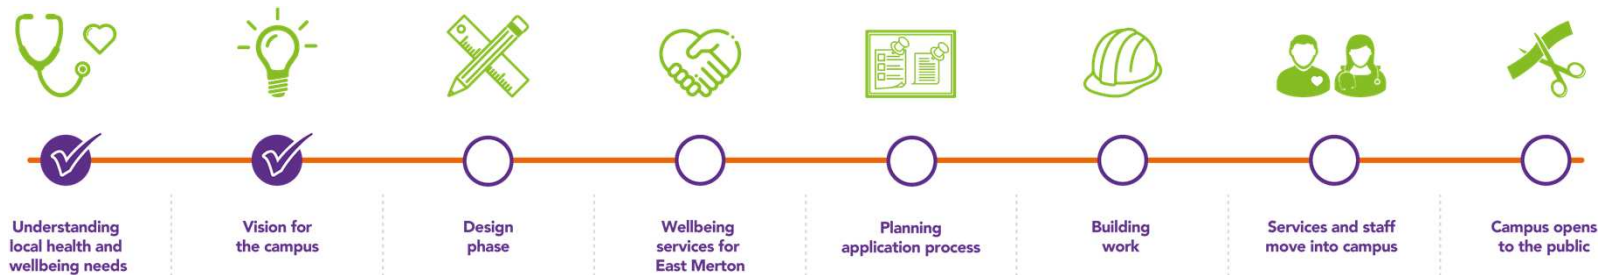 Understanding
local health and
wellbeing needs
Vision for
the campus
Design
phase
Wellbeing
services for
East Merton
Planning
application process
Building
work
Services and staff
move into campus
Campus opens
to the public